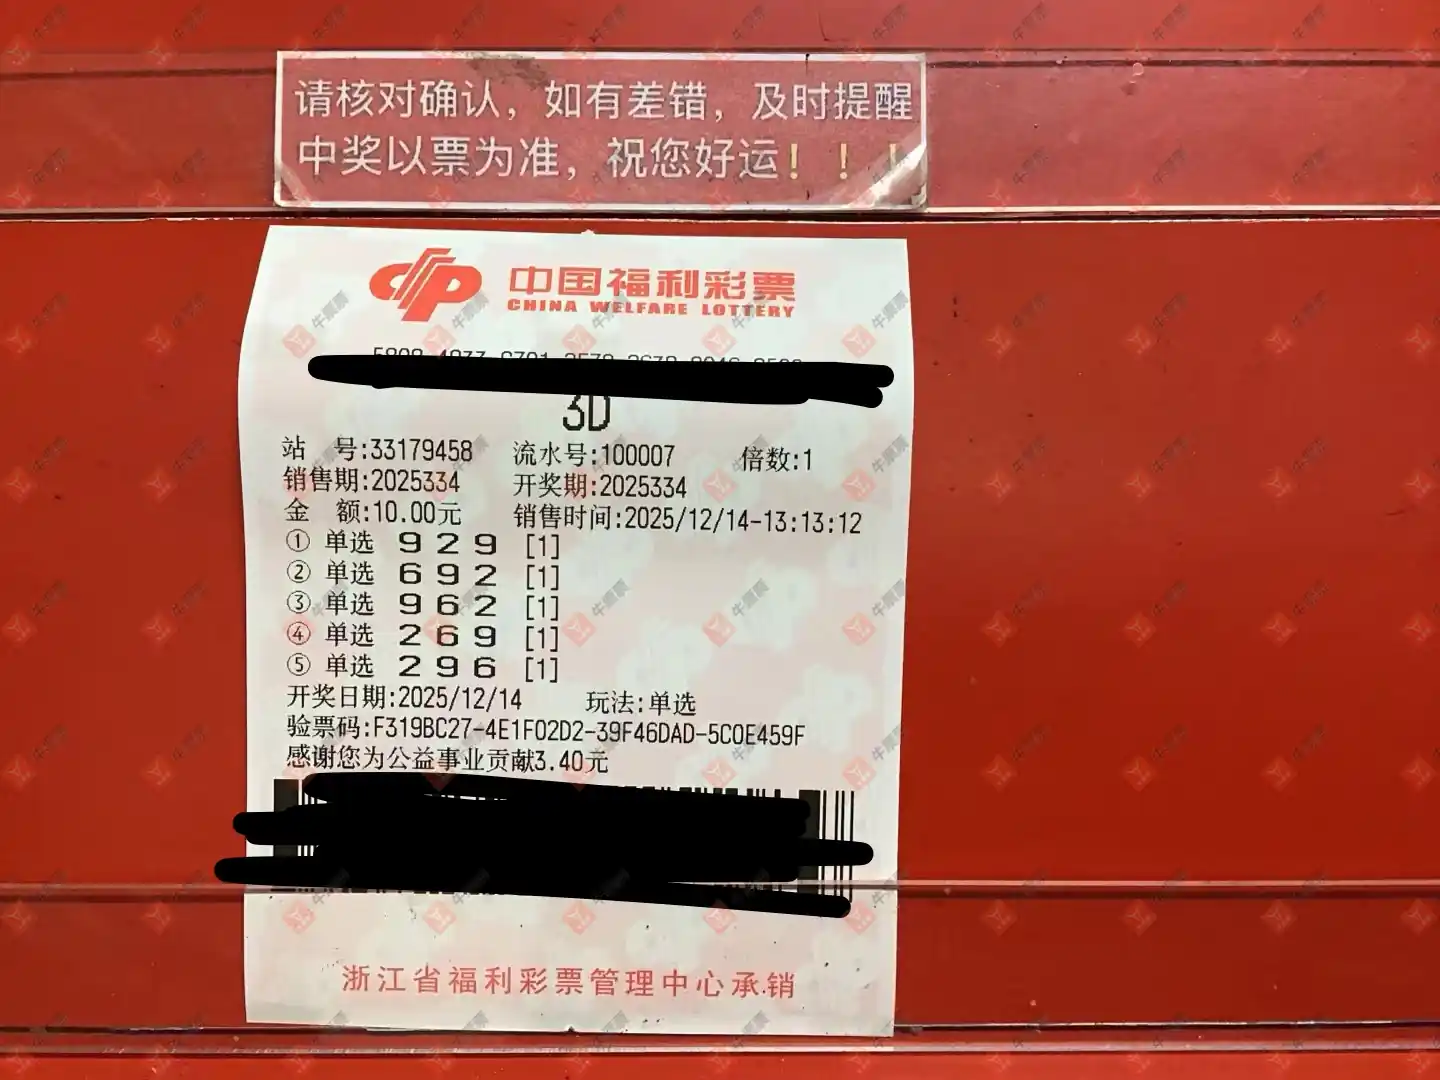 请核对确认，如有差错，及时提醒
中奖以票为准，祝您好运！！！
中国福利彩票
CHINA WELFARE LOTTERY
3D
站 号:33179458 流水号:100007 倍数:1
销售期:2025334 开奖期:2025334
金 额:10.00元 销售时间:2025/12/14-13:13:12
① 单选 9 2 9 [1]
② 单选 6 9 2 [1]
③ 单选 9 6 2 [1]
④ 单选 2 6 9 [1]
⑤ 单选 2 9 6 [1]
开奖日期:2025/12/14 玩法:单选
验票码:F319BC27-4E1F02D2-39F46DAD-5C0E459F
感谢您为公益事业贡献3.40元
浙江省福利彩票管理中心承销